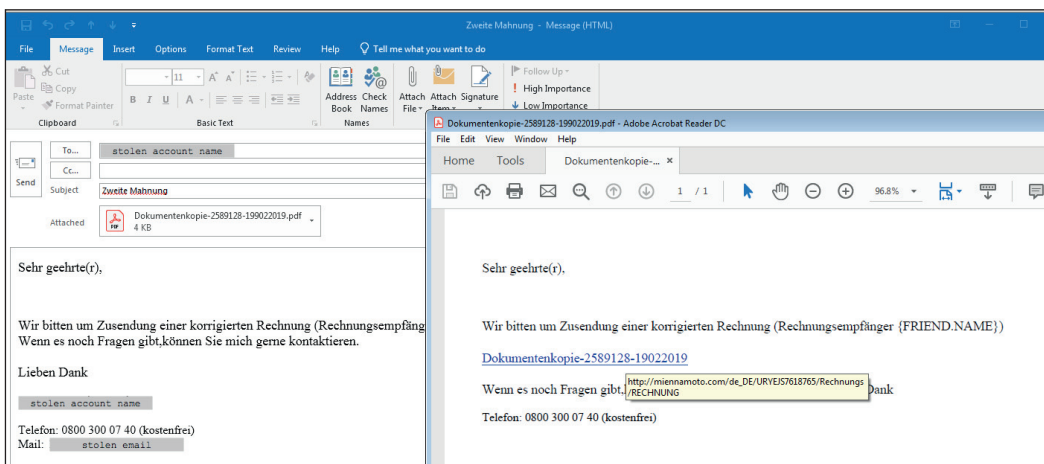 Zweite Mahnung - Message (HTML)
File Message Insert Options Format Text Review Help Tell me what you want to do
Paste
Cut
Copy
Format Painter
Clipboard
11
B I U A
Basic Text
Address Book
Check Names
Names
Attach File
Attach Item
Signature
Follow Up
High Importance
Low Importance
Send
To... stolen account name
Cc...
Subject Zweite Mahnung
Attached Dokumentenkopie-2589128-199022019.pdf
4 KB
Sehr geehrte(r),
Wir bitten um Zusendung einer korrigierten Rechnung (Rechnungsempfäng
Wenn es noch Fragen gibt,können Sie mich gerne kontaktieren.
Lieben Dank
stolen account name
Telefon: 0800 300 07 40 (kostenfrei)
Mail: stolen email
Dokumentenkopie-2589128-199022019.pdf - Adobe Acrobat Reader DC
File Edit View Window Help
Home Tools Dokumentenkopie-... ×
1 / 1 96.8%
Sehr geehrte(r),
Wir bitten um Zusendung einer korrigierten Rechnung (Rechnungsempfänger {FRIEND.NAME})
Dokumentenkopie-2589128-19022019
http://miennamoto.com/de_DE/URYEJS7618765/Rechnungs
/RECHNUNG
Wenn es noch Fragen gibt, Dank
Telefon: 0800 300 07 40 (kostenfrei)